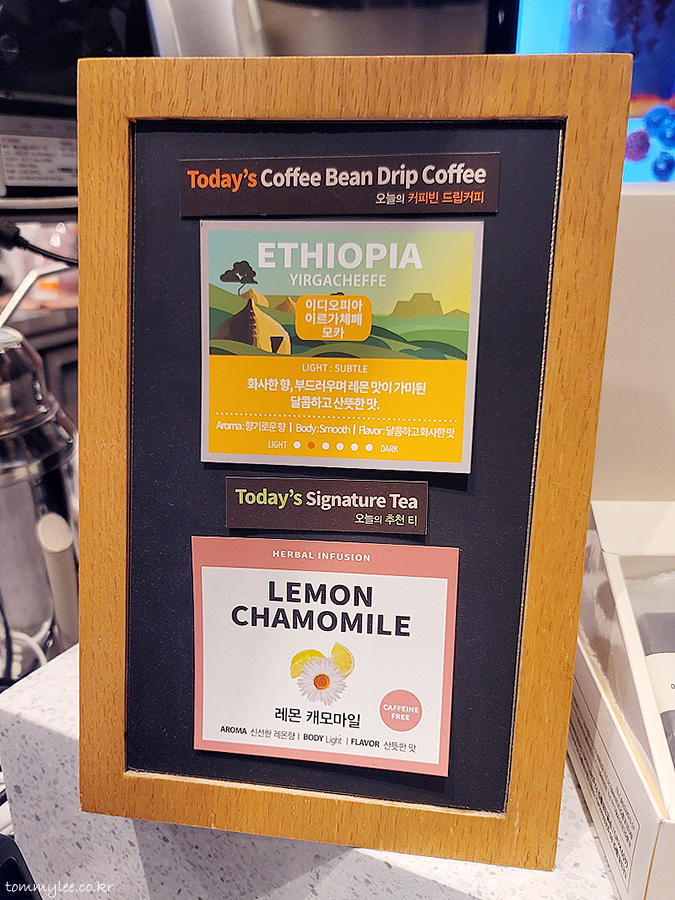 Today's Coffee Bean Drip Coffee
오늘의 커피빈 드립커피
ETHIOPIA
YIRGACHEFFE
이디오피아
이르가체페
모카
LIGHT : SUBTLE
화사한 향, 부드러우며 레몬 맛이 가미된
달콤하고 산뜻한 맛.
Aroma : 향기로운 향 | Body : Smooth | Flavor : 달콤하고 화사한 맛
LIGHT DARK
Today's Signature Tea
오늘의 추천 티
HERBAL INFUSION
LEMON
CHAMOMILE
레몬 캐모마일
CAFFEINE
FREE
AROMA 신선한 레몬향 | BODY Light | FLAVOR 산뜻한 맛
tommylee.co.kr